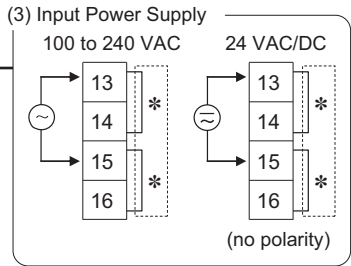 (3) Input Power Supply
100 to 240 VAC 24 VAC/DC
13 13
14 * 14 *
15 15
16 * 16 *
(no polarity)